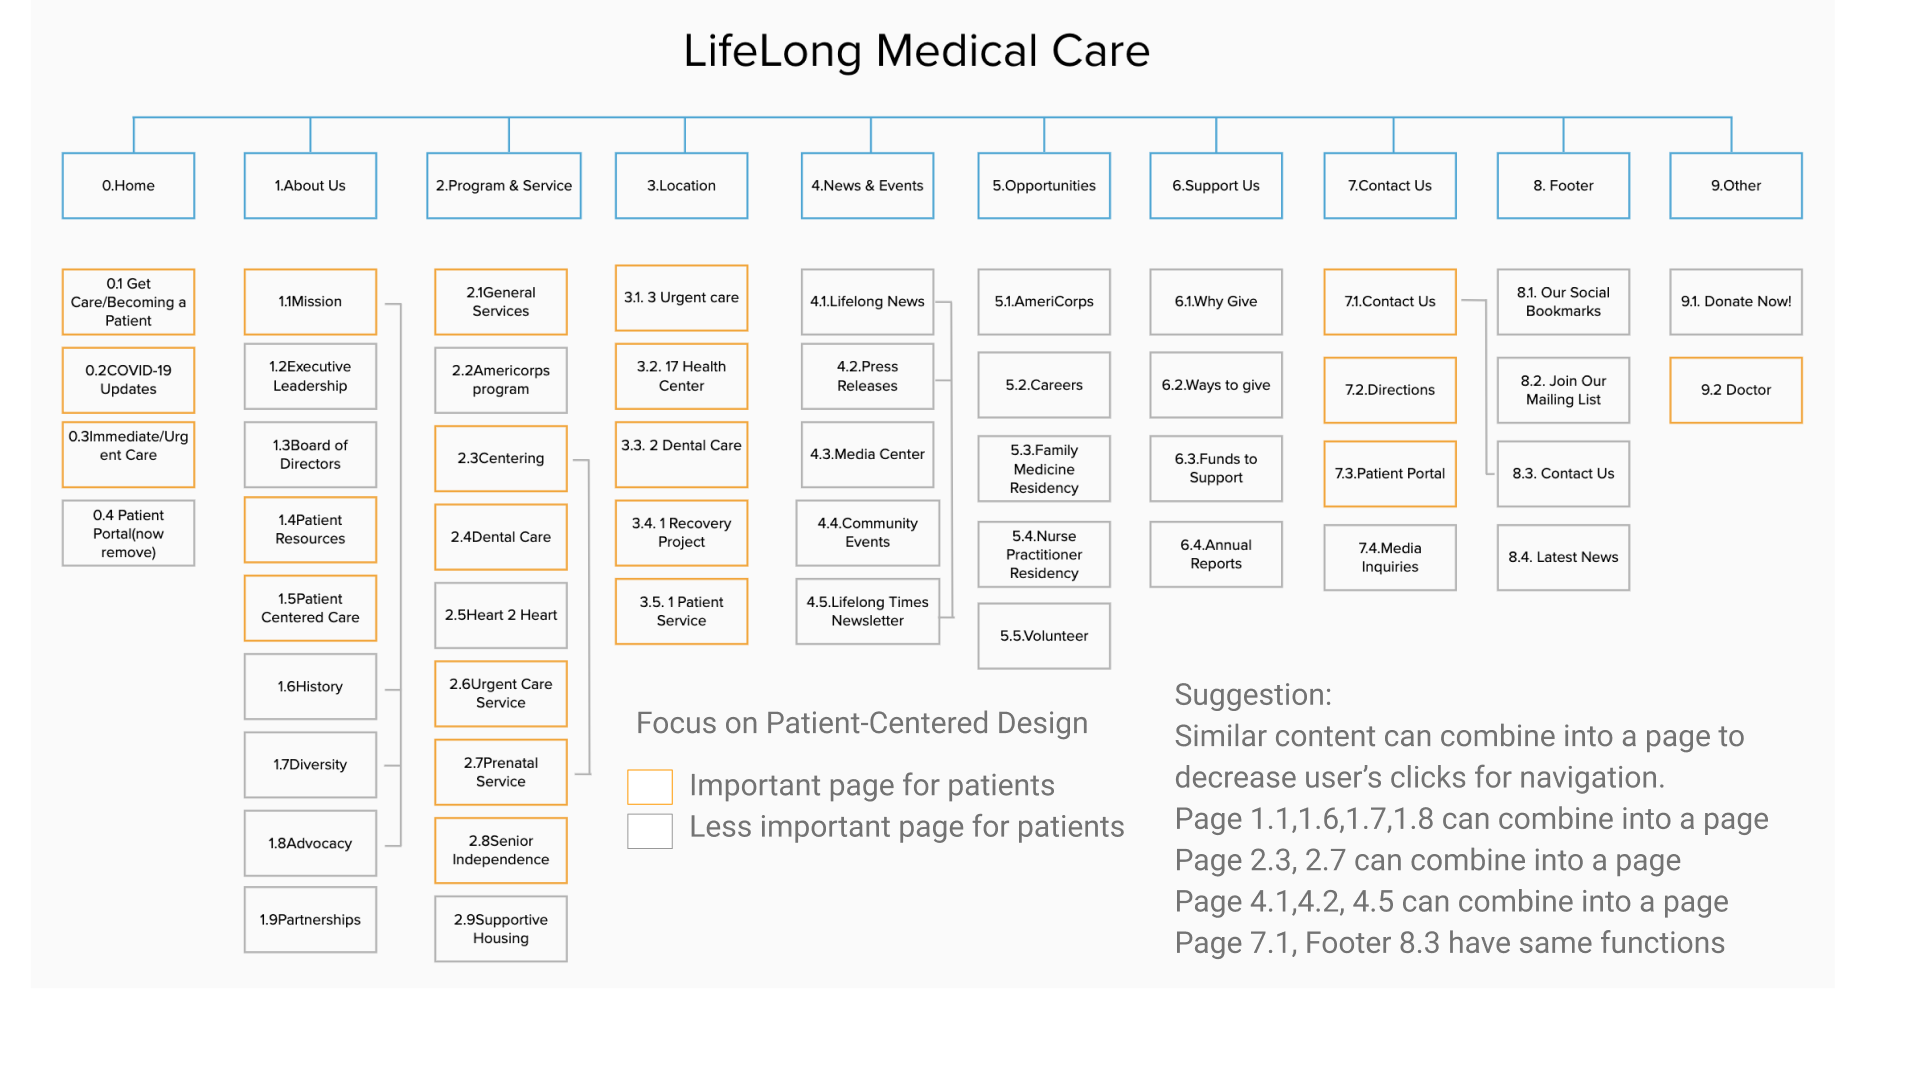 LifeLong Medical Care
0.Home
1.About Us
2.Program & Service
3.Location
4.News & Events
5.Opportunities
6.Support Us
7.Contact Us
8. Footer
9.Other
0.1 Get
Care/Becoming a
Patient
0.2COVID-19
Updates
0.3Immediate/Urg
ent Care
0.4 Patient
Portal(now
remove)
1.1Mission
1.2Executive
Leadership
1.3Board of
Directors
1.4Patient
Resources
1.5Patient
Centered Care
1.6History
1.7Diversity
1.8Advocacy
1.9Partnerships
2.1General
Services
2.2Americorps
program
2.3Centering
2.4Dental Care
2.5Heart 2 Heart
2.6Urgent Care
Service
2.7Prenatal
Service
2.8Senior
Independence
2.9Supportive
Housing
3.1. 3 Urgent care
3.2. 17 Health
Center
3.3. 2 Dental Care
3.4. 1 Recovery
Project
3.5. 1 Patient
Service
4.1.Lifelong News
4.2.Press
Releases
4.3.Media Center
4.4.Community
Events
4.5.Lifelong Times
Newsletter
5.1.AmeriCorps
5.2.Careers
5.3.Family
Medicine
Residency
5.4.Nurse
Practitioner
Residency
5.5.Volunteer
6.1.Why Give
6.2.Ways to give
6.3.Funds to
Support
6.4.Annual
Reports
7.1.Contact Us
7.2.Directions
7.3.Patient Portal
7.4.Media
Inquiries
8.1. Our Social
Bookmarks
8.2. Join Our
Mailing List
8.3. Contact Us
8.4. Latest News
9.1. Donate Now!
9.2 Doctor
Focus on Patient-Centered Design
Important page for patients
Less important page for patients
Suggestion:
Similar content can combine into a page to
decrease user’s clicks for navigation.
Page 1.1,1.6,1.7,1.8 can combine into a page
Page 2.3, 2.7 can combine into a page
Page 4.1,4.2, 4.5 can combine into a page
Page 7.1, Footer 8.3 have same functions